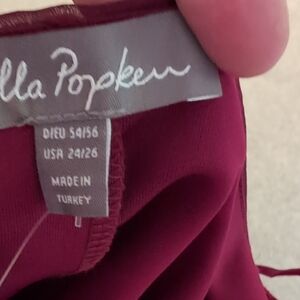 lla Popken
D/EU 54/56
USA 24/26
MADE IN
TURKEY